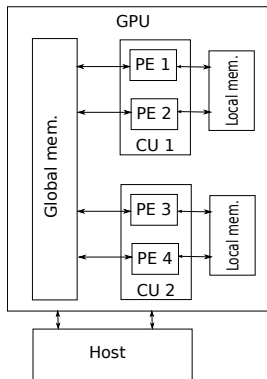 GPU
Global mem.
PE 1
PE 2
CU 1
Local mem.
PE 3
PE 4
CU 2
Local mem.
Host